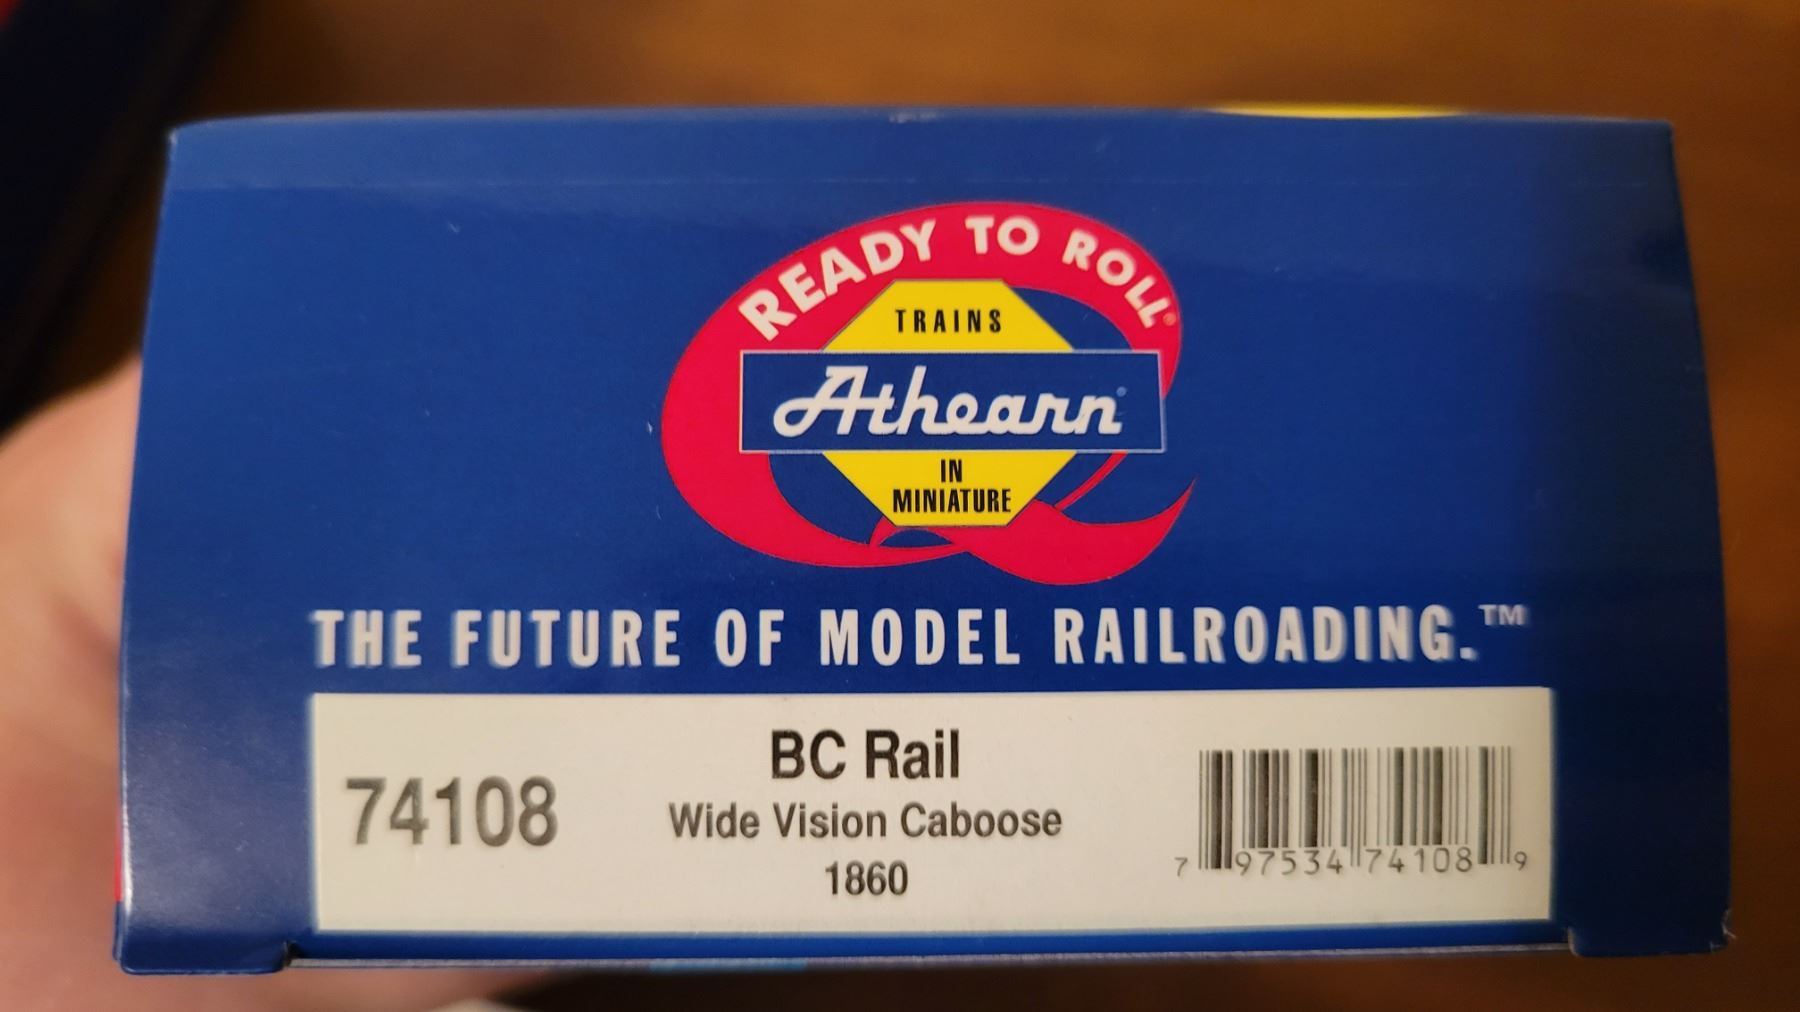 READY TO ROLL®
TRAINS
Athearn
IN
MINIATURE
THE FUTURE OF MODEL RAILROADING.™
BC Rail
74108
Wide Vision Caboose
1860
7 97534 74108 9